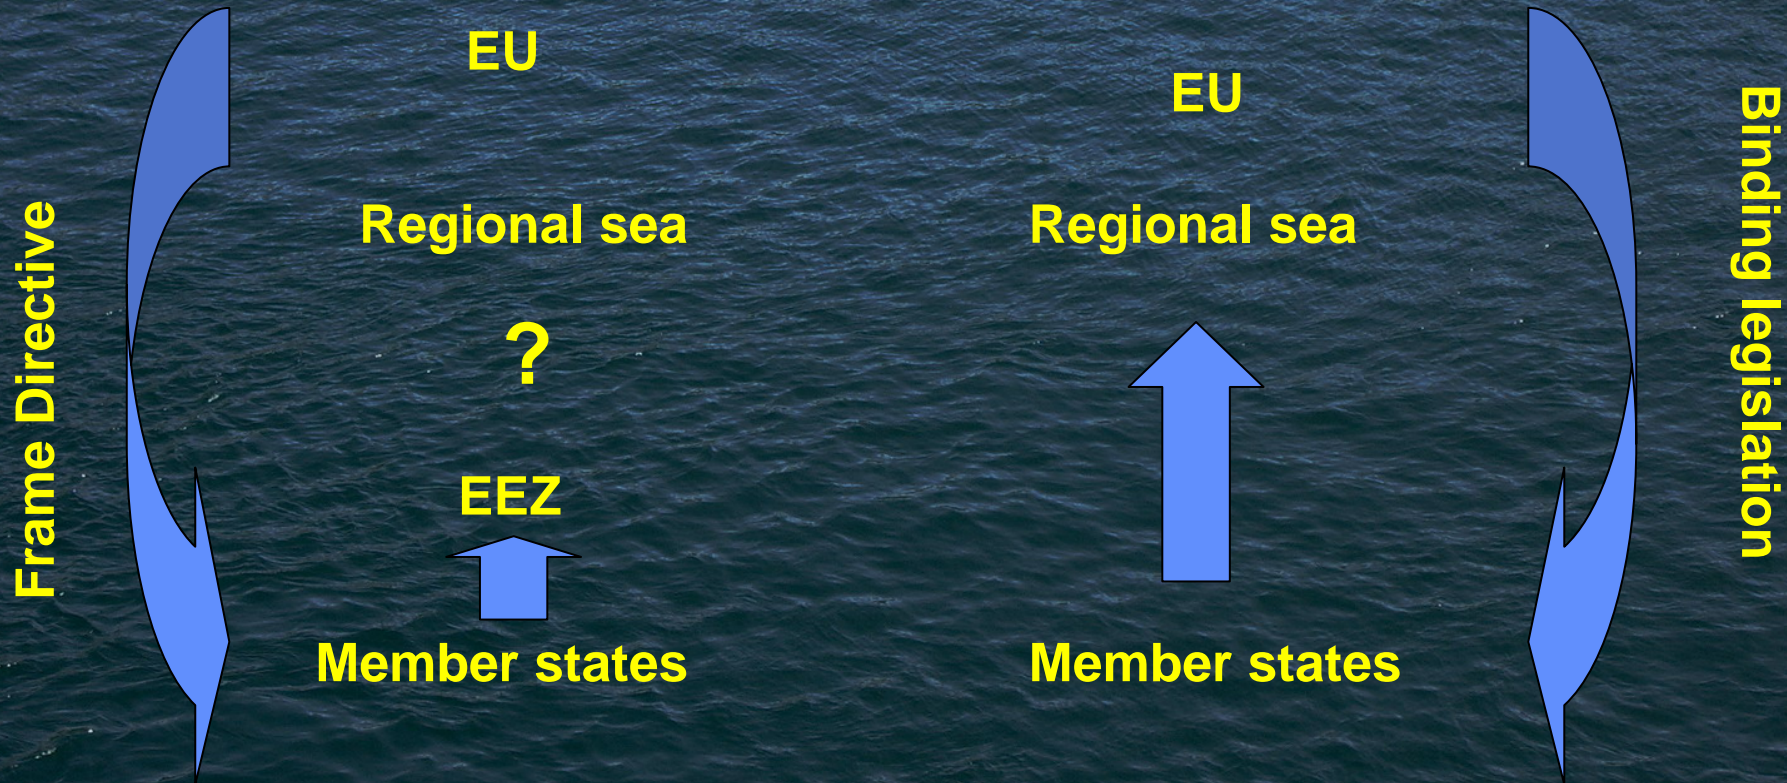 Frame Directive
EU
Regional sea
?
EEZ
Member states
EU
Regional sea
Member states
Binding legislation